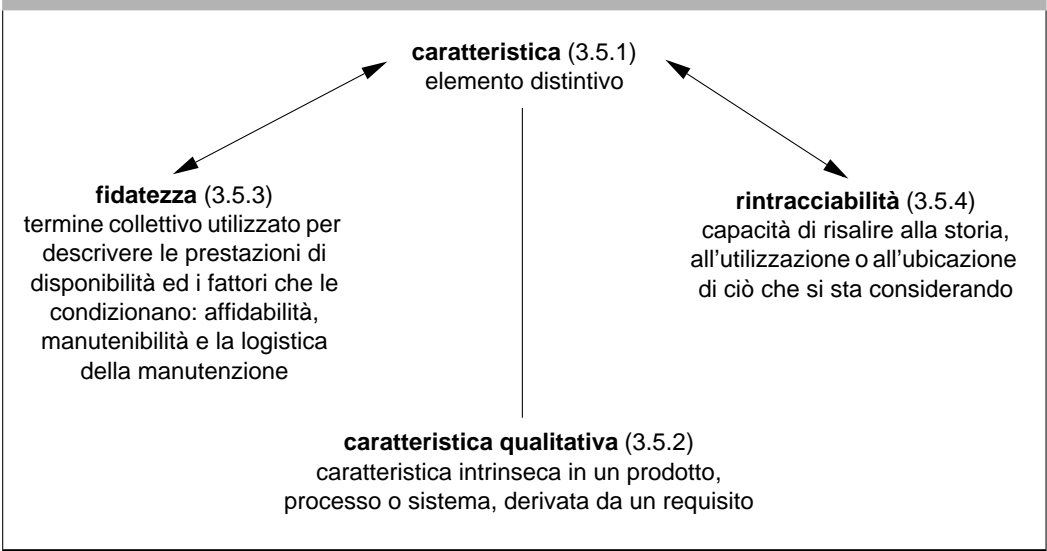 caratteristica (3.5.1)
elemento distintivo
fidatezza (3.5.3)
termine collettivo utilizzato per
descrivere le prestazioni di
disponibilità ed i fattori che le
condizionano: affidabilità,
manutenibilità e la logistica
della manutenzione
rintracciabilità (3.5.4)
capacità di risalire alla storia,
all'utilizzazione o all'ubicazione
di ciò che si sta considerando
caratteristica qualitativa (3.5.2)
caratteristica intrinseca in un prodotto,
processo o sistema, derivata da un requisito